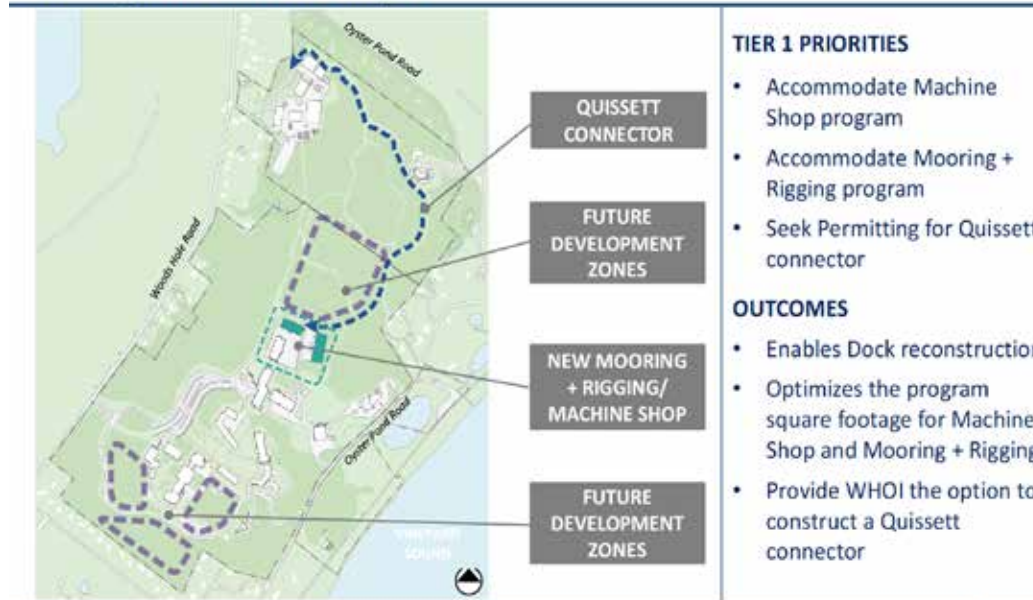 Oyster Pond Road
Woods Hole Road
Oyster Pond Road
SOUND
QUISSETT
CONNECTOR
FUTURE
DEVELOPMENT
ZONES
NEW MOORING
+ RIGGING/
MACHINE SHOP
FUTURE
DEVELOPMENT
ZONES
TIER 1 PRIORITIES
• Accommodate Machine
Shop program
• Accommodate Mooring +
Rigging program
• Seek Permitting for Quissett
connector
OUTCOMES
• Enables Dock reconstruction
• Optimizes the program
square footage for Machine
Shop and Mooring + Rigging
• Provide WHOI the option to
construct a Quissett
connector